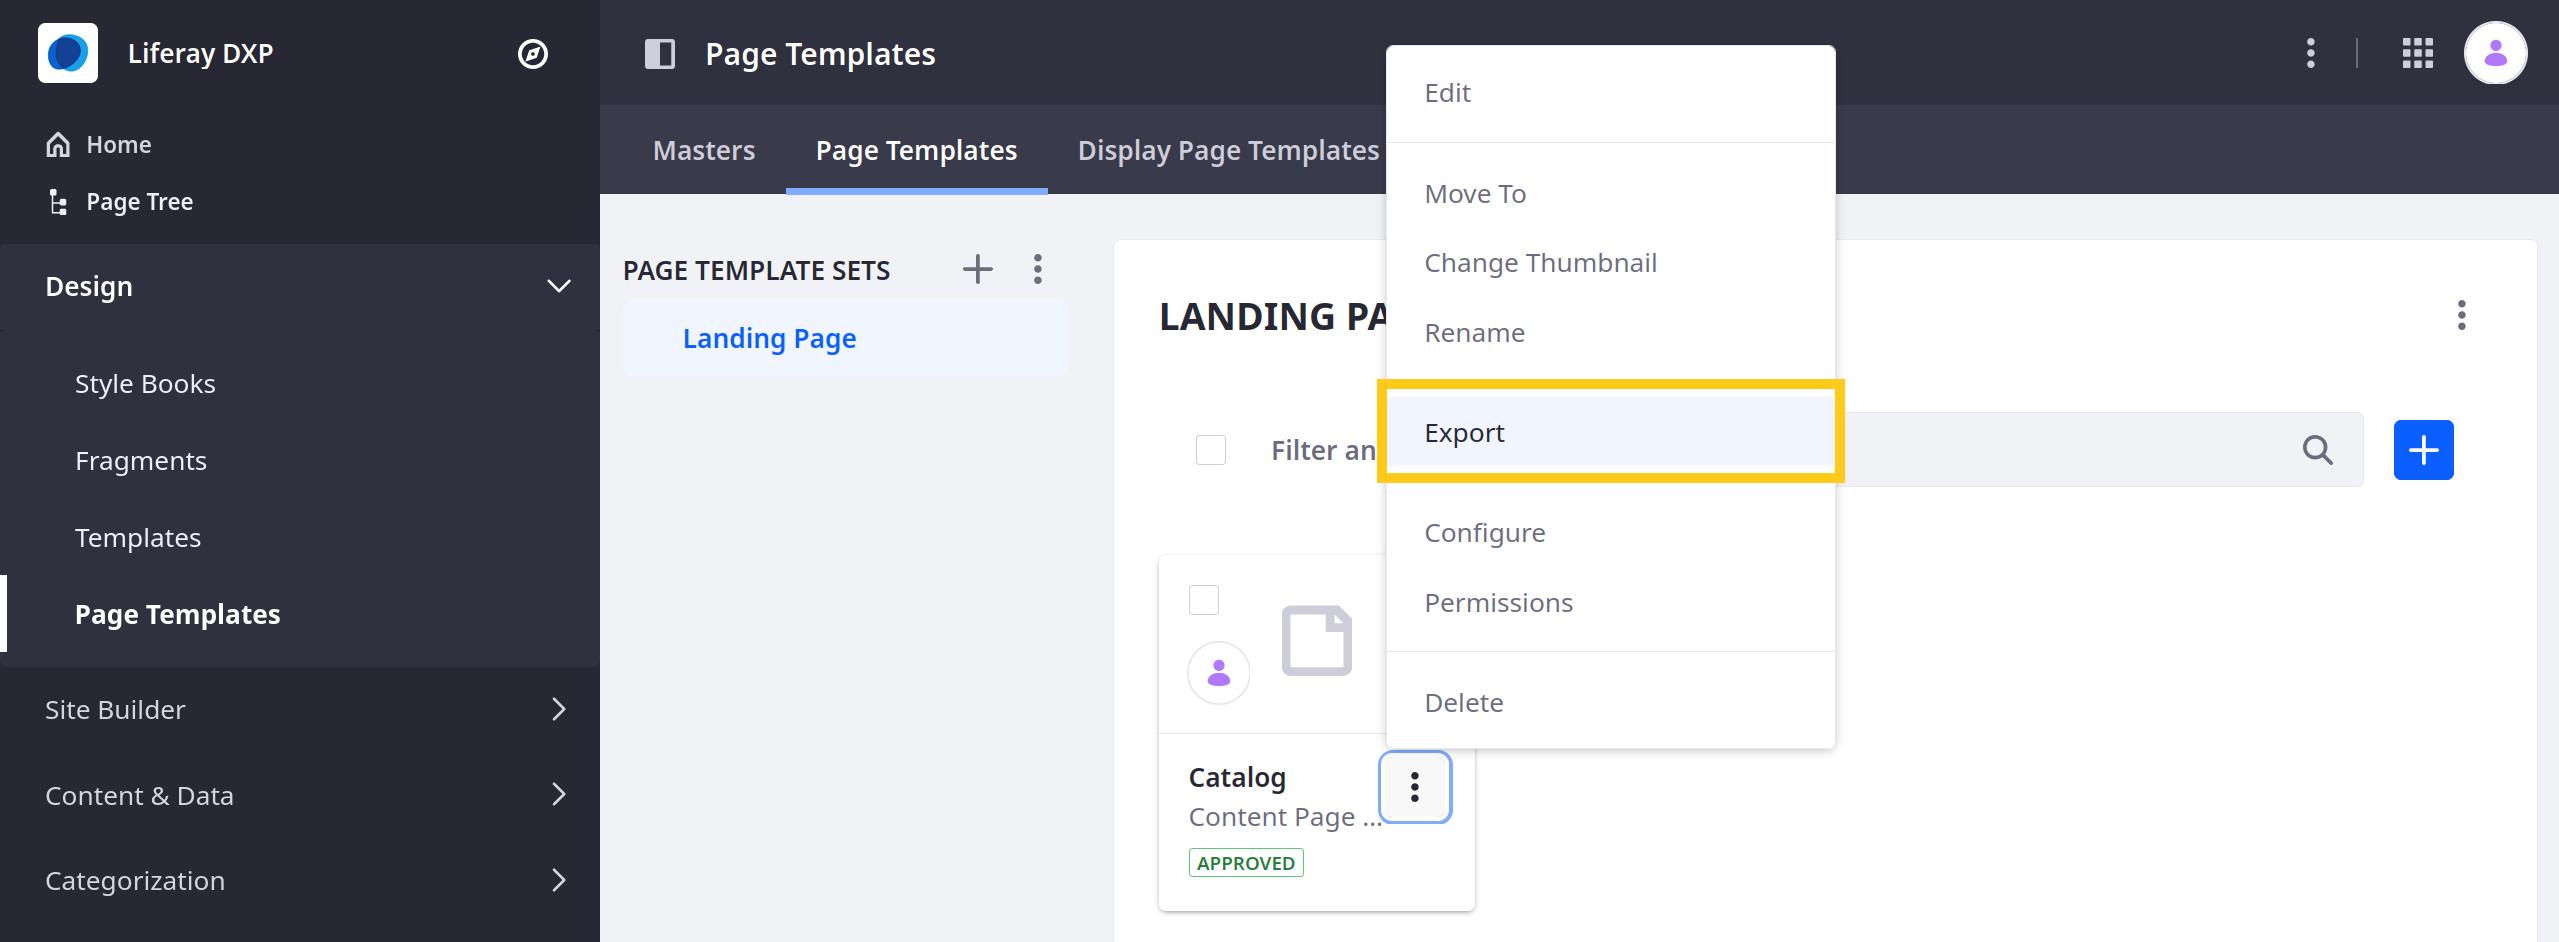 Liferay DXP
Home
Page Tree
Design
Style Books
Fragments
Templates
Page Templates
Site Builder
Content & Data
Categorization
Page Templates
Masters
Page Templates
Display Page Templates
PAGE TEMPLATE SETS
Landing Page
LANDING PA
Filter an
Catalog
Content Page ...
APPROVED
Edit
Move To
Change Thumbnail
Rename
Export
Configure
Permissions
Delete